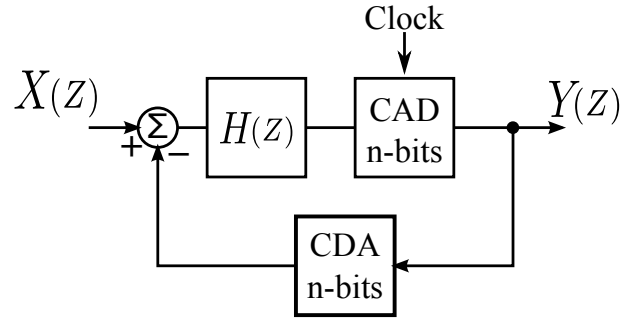 Clock
X(Z)
+
Σ
−
H(Z)
CAD
n-bits
Y(Z)
CDA
n-bits